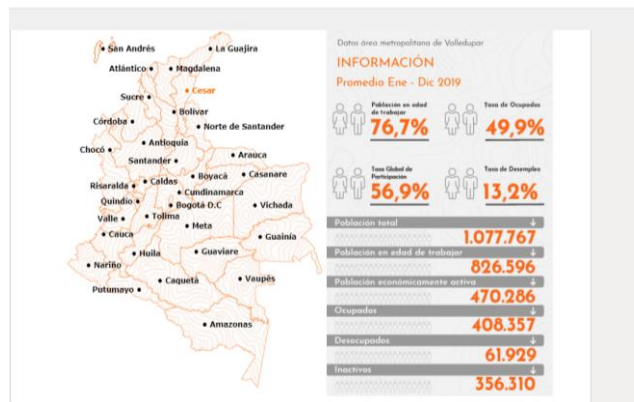 San Andrés
La Guajira
Atlántico
Magdalena
Cesar
Sucre
Bolívar
Córdoba
Norte de Santander
Antioquia
Chocó
Arauca
Santander
Boyacá
Casanare
Caldas
Risaralda
Cundinamarca
Quindío
Bogotá D.C
Vichada
Tolima
Valle
Meta
Cauca
Guainía
Huila
Guaviare
Nariño
Caquetá
Vaupés
Putumayo
Amazonas
Datos área metropolitana de Valledupar
INFORMACIÓN
Promedio Ene - Dic 2019
Población en edad
de trabajar
76,7%
Tasa de Ocupados
49,9%
Tasa Global de
Participación
56,9%
Tasa de Desempleo
13,2%
Población total
1.077.767
Población en edad de trabajar
826.596
Población económicamente activa
470.286
Ocupados
408.357
Desocupados
61.929
Inactivos
356.310